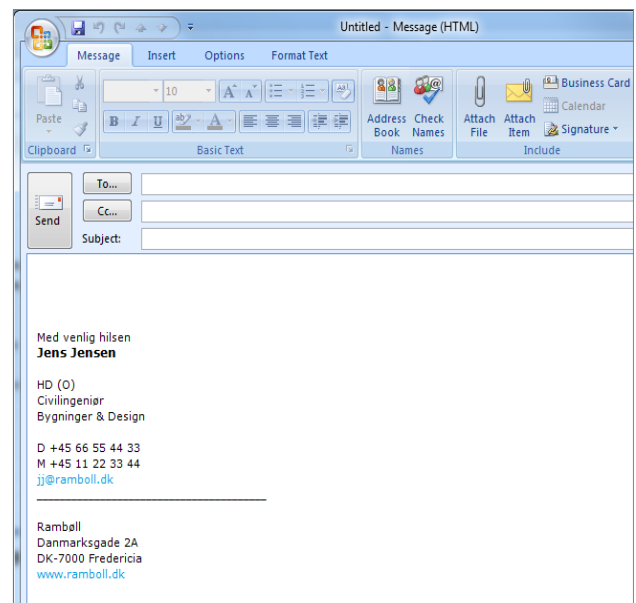 Untitled - Message (HTML)
Message Insert Options Format Text
Paste
10
A A
B I U ab A
Address Book
Check Names
Attach File
Attach Item
Business Card
Calendar
Signature
Clipboard Basic Text Names Include
Send
To...
Cc...
Subject:
Med venlig hilsen
Jens Jensen
HD (O)
Civilingeniør
Bygninger & Design
D +45 66 55 44 33
M +45 11 22 33 44
jj@ramboll.dk
Rambøll
Danmarksgade 2A
DK-7000 Fredericia
www.ramboll.dk